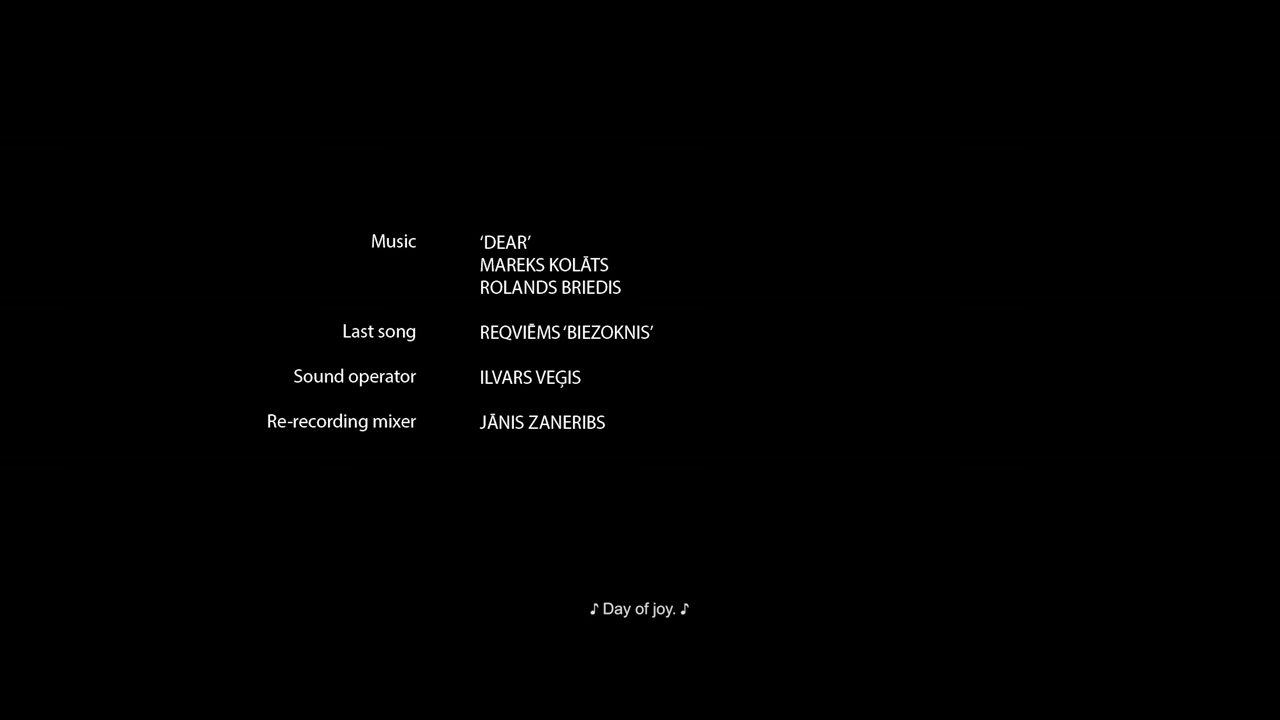 Music ‘DEAR’
MAREKS KOLĀTS
ROLANDS BRIEDIS
Last song REQVIĒMS ‘BIEZOKNIS’
Sound operator ILVARS VEĢIS
Re-recording mixer JĀNIS ZANERIBS
♪ Day of joy. ♪